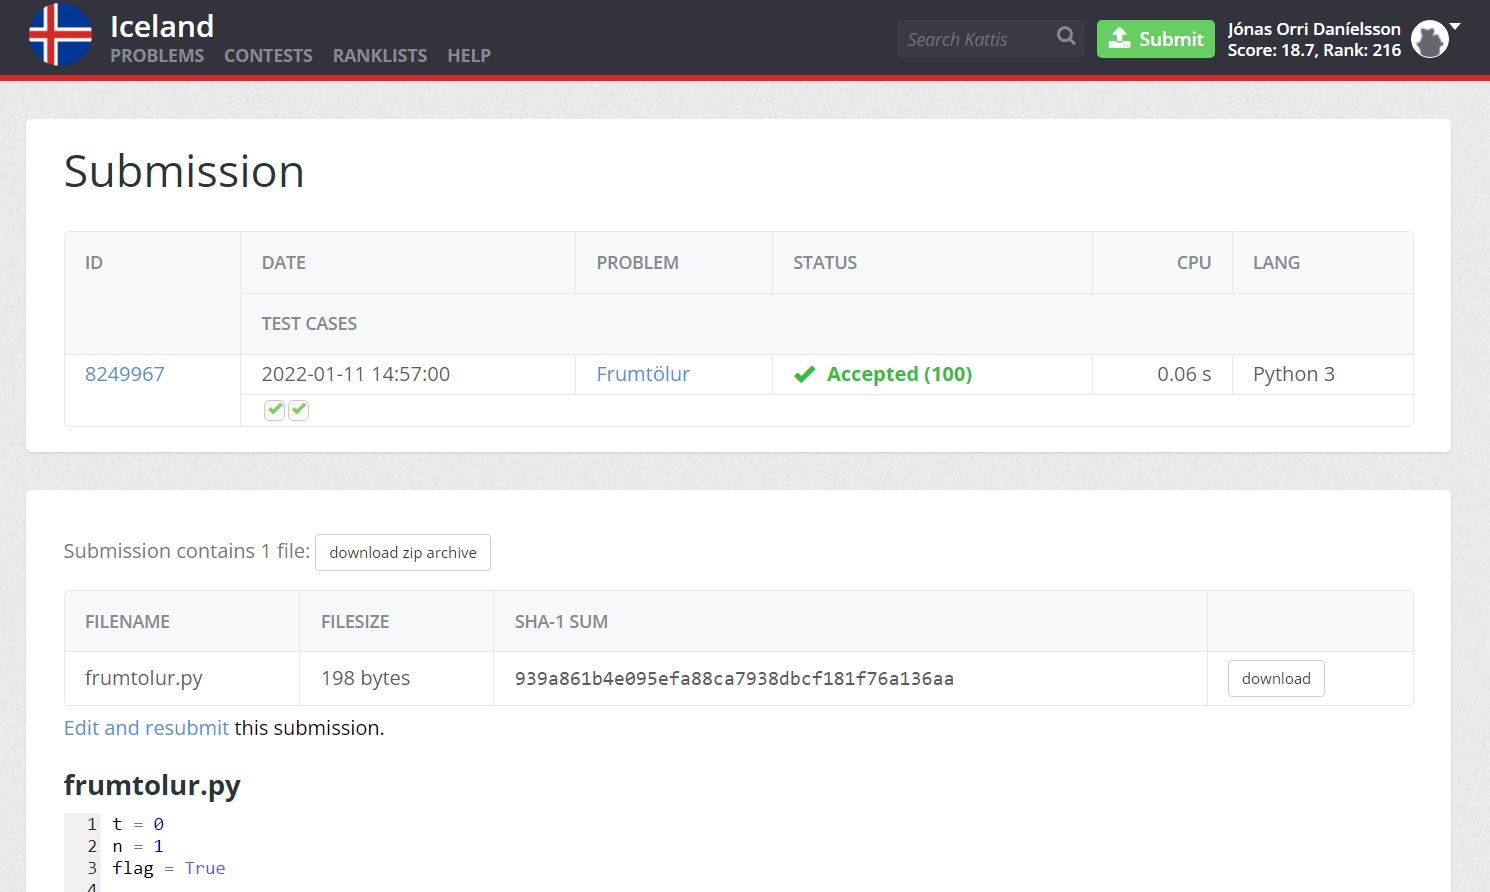 Iceland
PROBLEMS CONTESTS RANKLISTS HELP
Search Kattis
Submit
Jónas Orri Daníelsson
Score: 18.7, Rank: 216
Submission
ID DATE PROBLEM STATUS CPU LANG
TEST CASES
8249967 2022-01-11 14:57:00 Frumtölur Accepted (100) 0.06 s Python 3
Submission contains 1 file: download zip archive
FILENAME FILESIZE SHA-1 SUM
frumtolur.py 198 bytes 939a861b4e095efa88ca7938dbcf181f76a136aa download
Edit and resubmit this submission.
frumtolur.py
1 t = 0
2 n = 1
3 flag = True
4